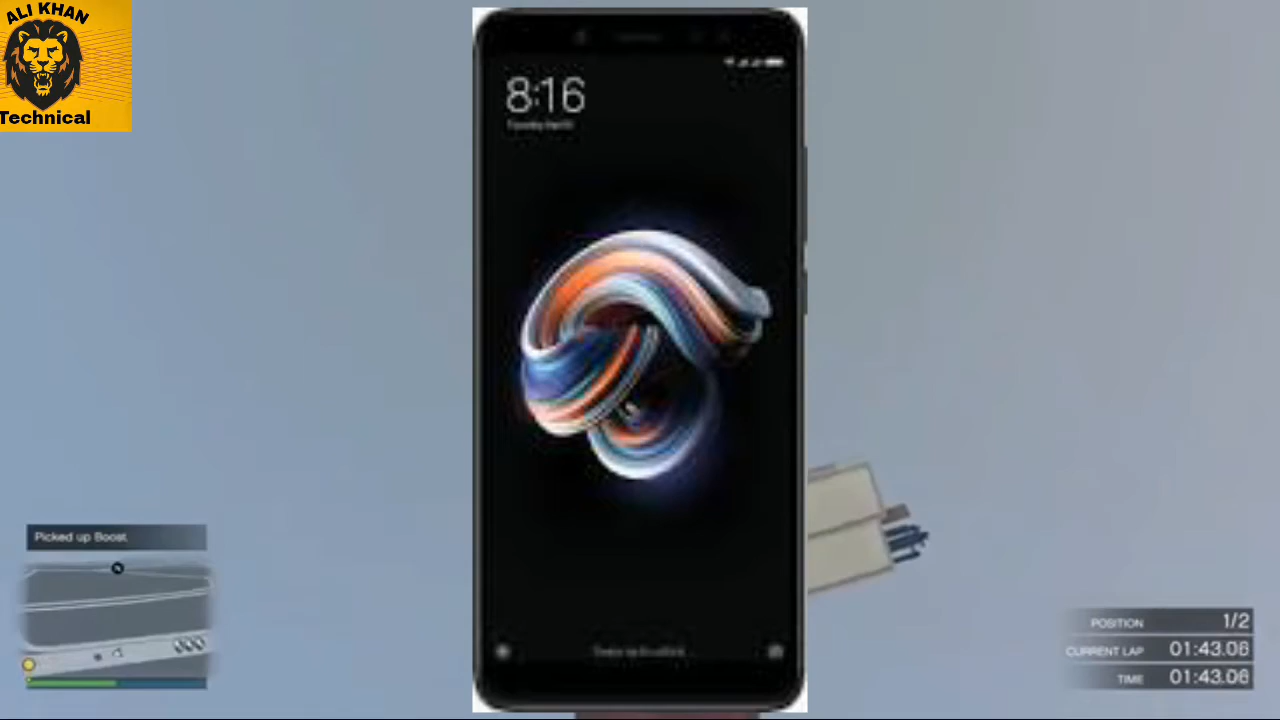 ALI KHAN
Technical
8:16
Picked up Boost.
POSITION 1/2
CURRENT LAP 01:43.06
TIME 01:43.06